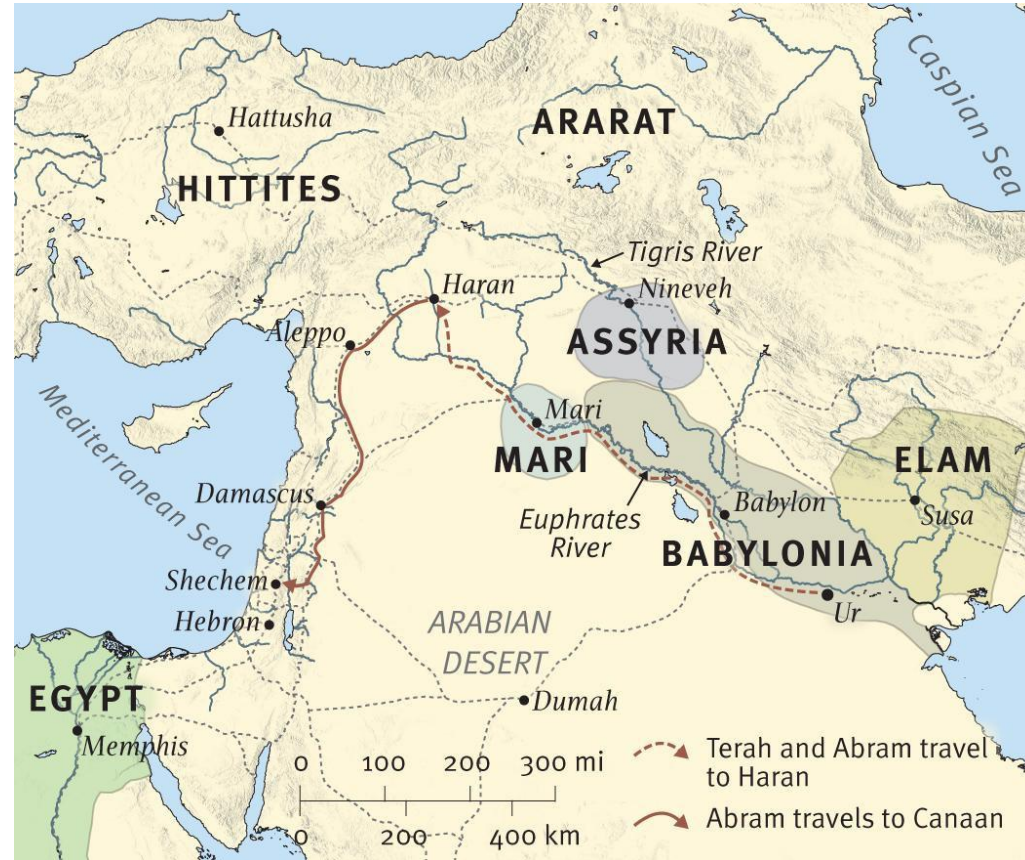 Caspian Sea
Hattusha
ARARAT
HITTITES
Tigris River
Haran
Nineveh
Aleppo
ASSYRIA
Mediterranean Sea
Mari
MARI
ELAM
Damascus
Babylon
Susa
Euphrates
River
BABYLONIA
Shechem
Ur
Hebron
ARABIAN
DESERT
EGYPT
Dumah
Memphis
0 100 200 300 mi
0 200 400 km
Terah and Abram travel
to Haran
Abram travels to Canaan